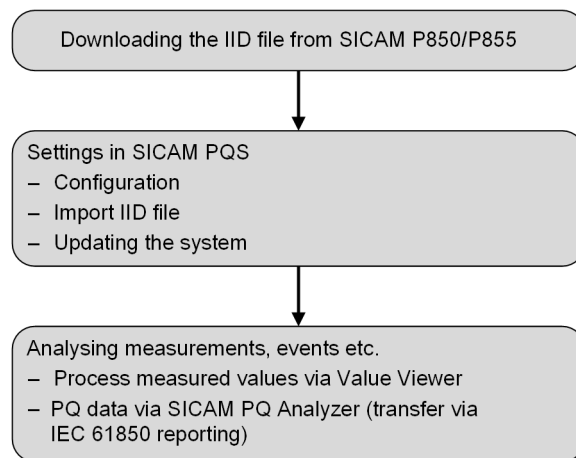 Downloading the IID file from SICAM P850/P855
Settings in SICAM PQS
– Configuration
– Import IID file
– Updating the system
Analysing measurements, events etc.
– Process measured values via Value Viewer
– PQ data via SICAM PQ Analyzer (transfer via
IEC 61850 reporting)